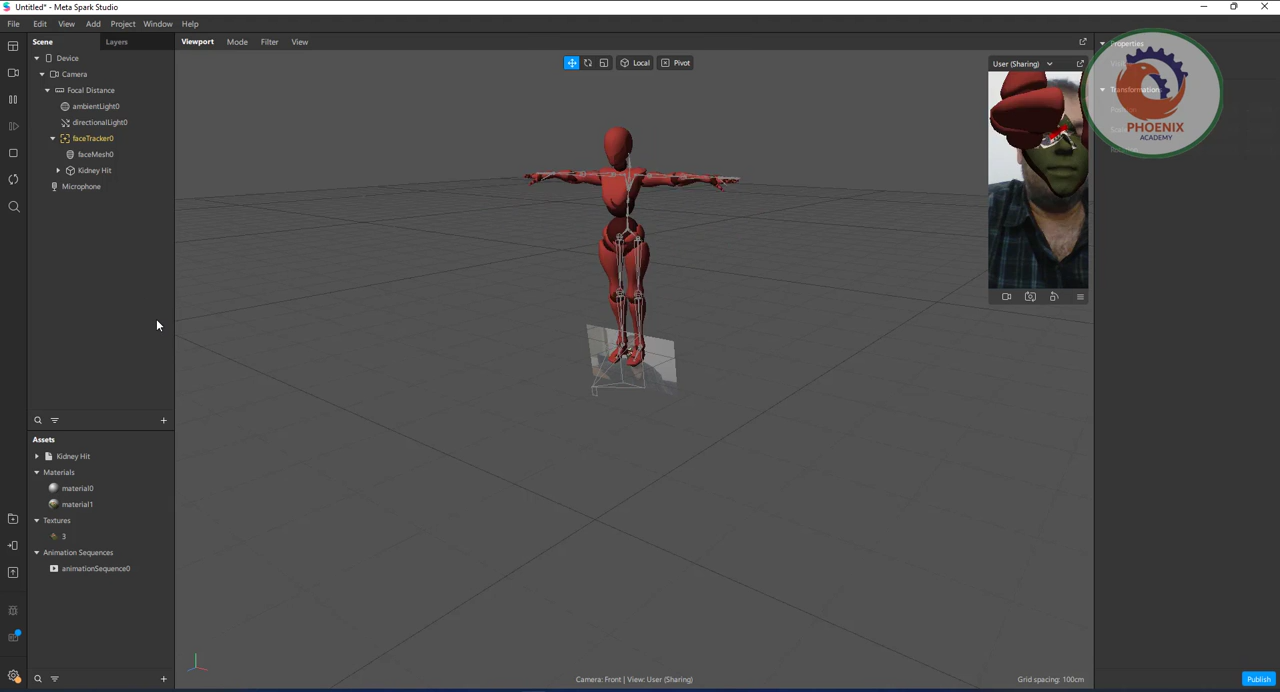 Untitled* - Meta Spark Studio
File Edit View Add Project Window Help
Scene Layers
Device
Camera
Focal Distance
ambientLight0
directionalLight0
faceTracker0
faceMesh0
Kidney Hit
Microphone
Assets
Kidney Hit
Materials
material0
material1
Textures
3
Animation Sequences
animationSequence0
Viewport Mode Filter View
Local Pivot
User (Sharing)
Properties
Transformations
PHOENIX
ACADEMY
Camera: Front | View: User (Sharing)
Grid spacing: 100cm
Publish